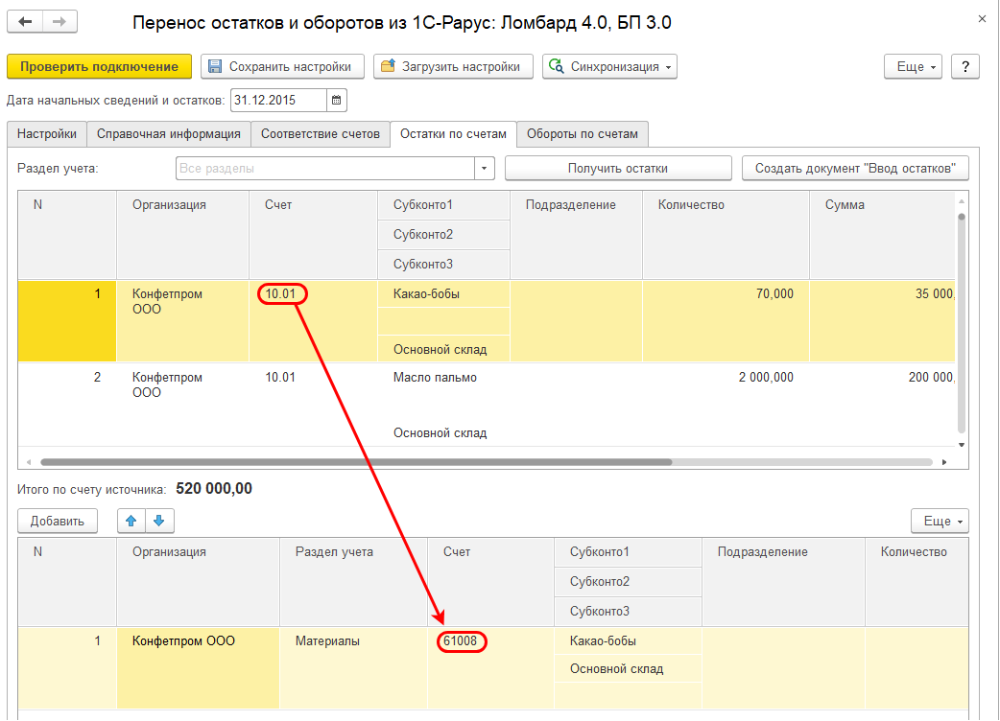 Перенос остатков и оборотов из 1С-Рарус: Ломбард 4.0, БП 3.0
Проверить подключение Сохранить настройки Загрузить настройки Синхронизация Еще ?
Дата начальных сведений и остатков: 31.12.2015
Настройки Справочная информация Соответствие счетов Остатки по счетам Обороты по счетам
Раздел учета: Все разделы Получить остатки Создать документ "Ввод остатков"
N Организация Счет Субконто1 Подразделение Количество Сумма
Субконто2
Субконто3
1 Конфетпром 10.01 Какао-бобы 70,000 35 000,
ООО
Основной склад
2 Конфетпром 10.01 Масло пальмо 2 000,000 200 000,
ООО
Основной склад
Итого по счету источника: 520 000,00
Добавить Еще
N Организация Раздел учета Счет Субконто1 Подразделение Количество
Субконто2
Субконто3
1 Конфетпром ООО Материалы 61008 Какао-бобы
Основной склад